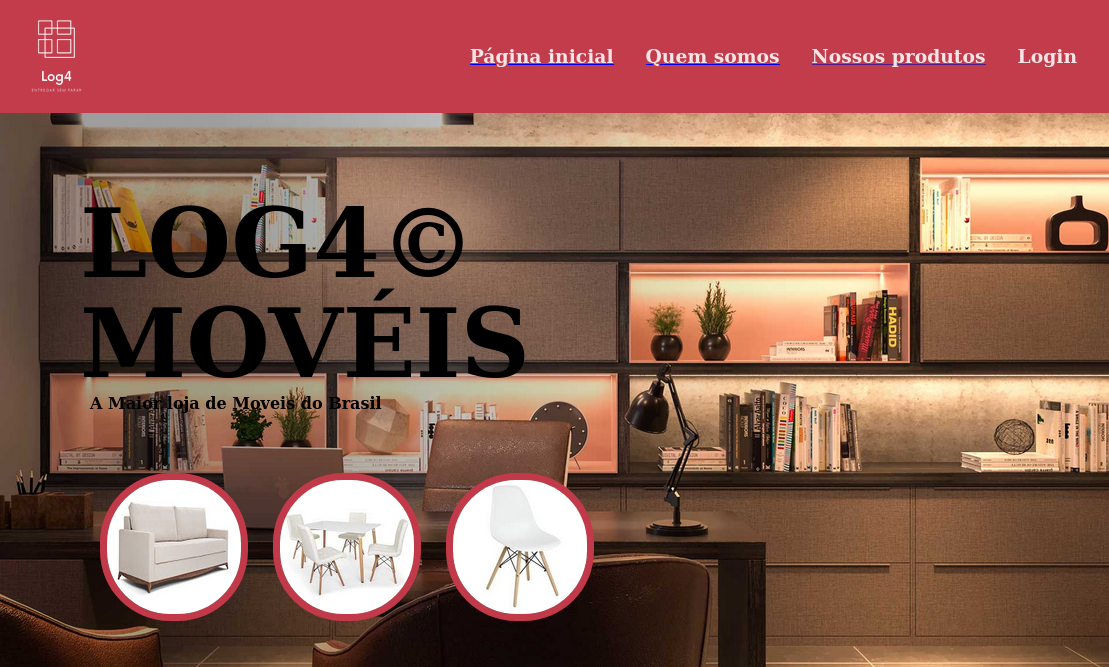 Log4
ENTREGAR SEM PARAR
Página inicial Quem somos Nossos produtos Login
LOG4©
MOVÉIS
A Maior loja de Moveis do Brasil
HADID